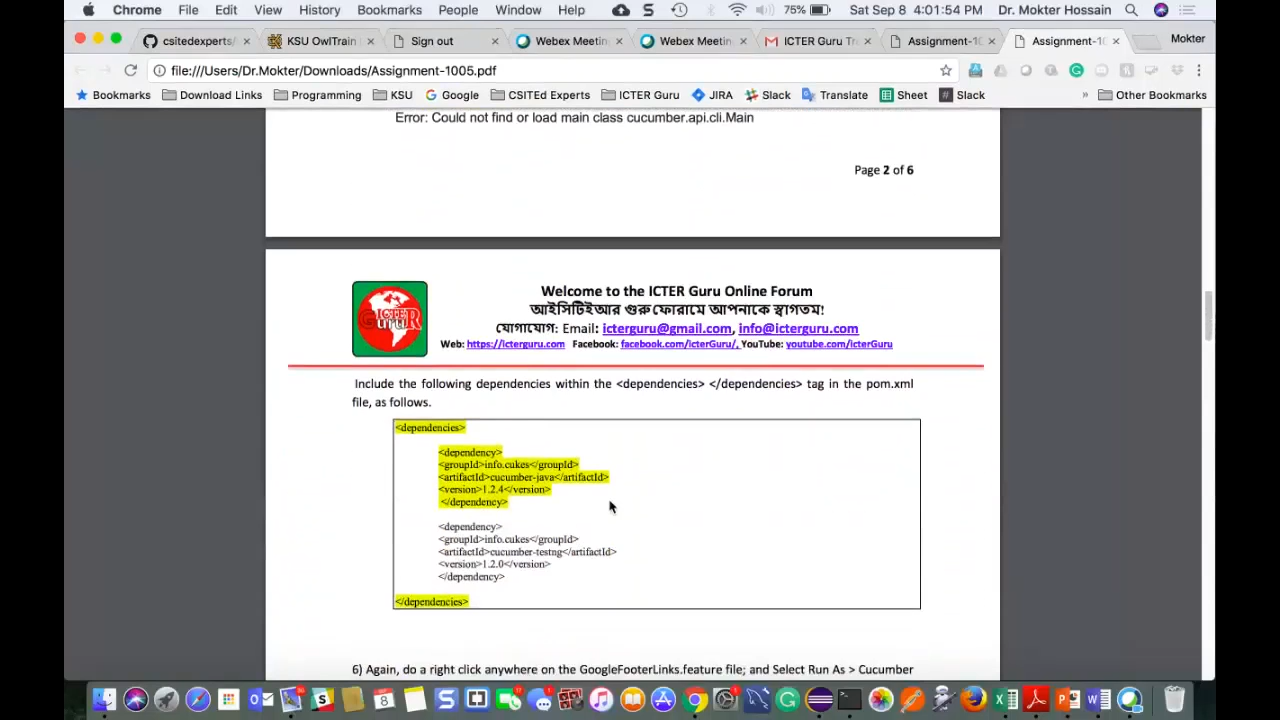 Chrome File Edit View History Bookmarks People Window Help 75% Sat Sep 8 4:01:54 PM Dr. Mokter Hossain
csitedexperts/ KSU OwlTrain Sign out Webex Meetin Webex Meetin ICTER Guru Tra Assignment-10 Assignment-10 Mokter
file:///Users/Dr.Mokter/Downloads/Assignment-1005.pdf
Bookmarks Download Links Programming KSU Google CSITEd Experts ICTER Guru JIRA Slack Translate Sheet Slack » Other Bookmarks
Error: Could not find or load main class cucumber.api.cli.Main
Page 2 of 6
ICTER
Guru
Welcome to the ICTER Guru Online Forum
আইসিটিইআর গুরু ফোরামে আপনাকে স্বাগতম!
যোগাযোগ: Email: icterguru@gmail.com, info@icterguru.com
Web: https://icterguru.com Facebook: facebook.com/icterGuru/, YouTube: youtube.com/icterGuru
Include the following dependencies within the <dependencies> </dependencies> tag in the pom.xml
file, as follows.
<dependencies>
<dependency>
<groupId>info.cukes</groupId>
<artifactId>cucumber-java</artifactId>
<version>1.2.4</version>
</dependency>
<dependency>
<groupId>info.cukes</groupId>
<artifactId>cucumber-testng</artifactId>
<version>1.2.0</version>
</dependency>
</dependencies>
6) Again, do a right click anywhere on the GoogleFooterLinks.feature file; and Select Run As > Cucumber